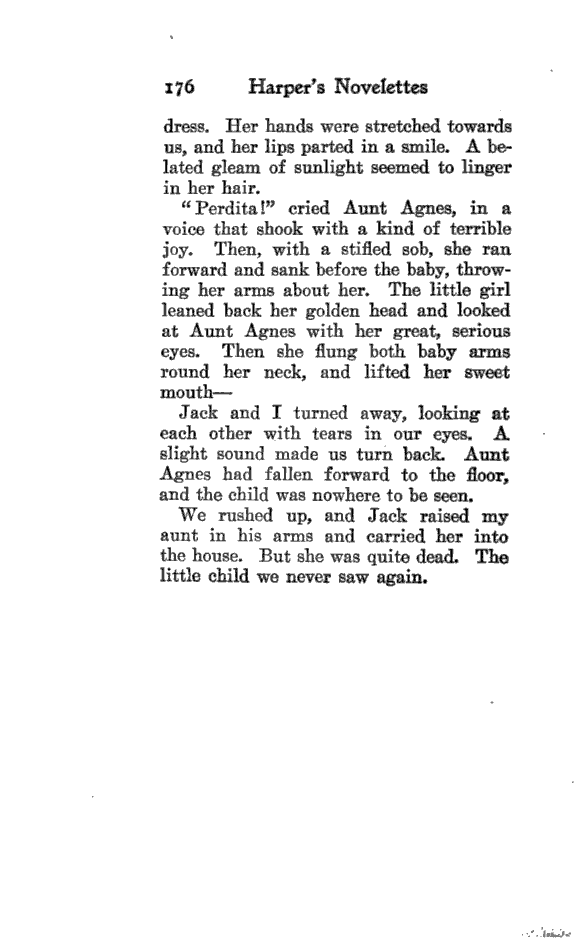 176 Harper's Novelettes
dress. Her hands were stretched towards
us, and her lips parted in a smile. A be-
lated gleam of sunlight seemed to linger
in her hair.
"Perdita!" cried Aunt Agnes, in a
voice that shook with a kind of terrible
joy. Then, with a stifled sob, she ran
forward and sank before the baby, throw-
ing her arms about her. The little girl
leaned back her golden head and looked
at Aunt Agnes with her great, serious
eyes. Then she flung both baby arms
round her neck, and lifted her sweet
mouth—
Jack and I turned away, looking at
each other with tears in our eyes. A
slight sound made us turn back. Aunt
Agnes had fallen forward to the floor,
and the child was nowhere to be seen.
We rushed up, and Jack raised my
aunt in his arms and carried her into
the house. But she was quite dead. The
little child we never saw again.